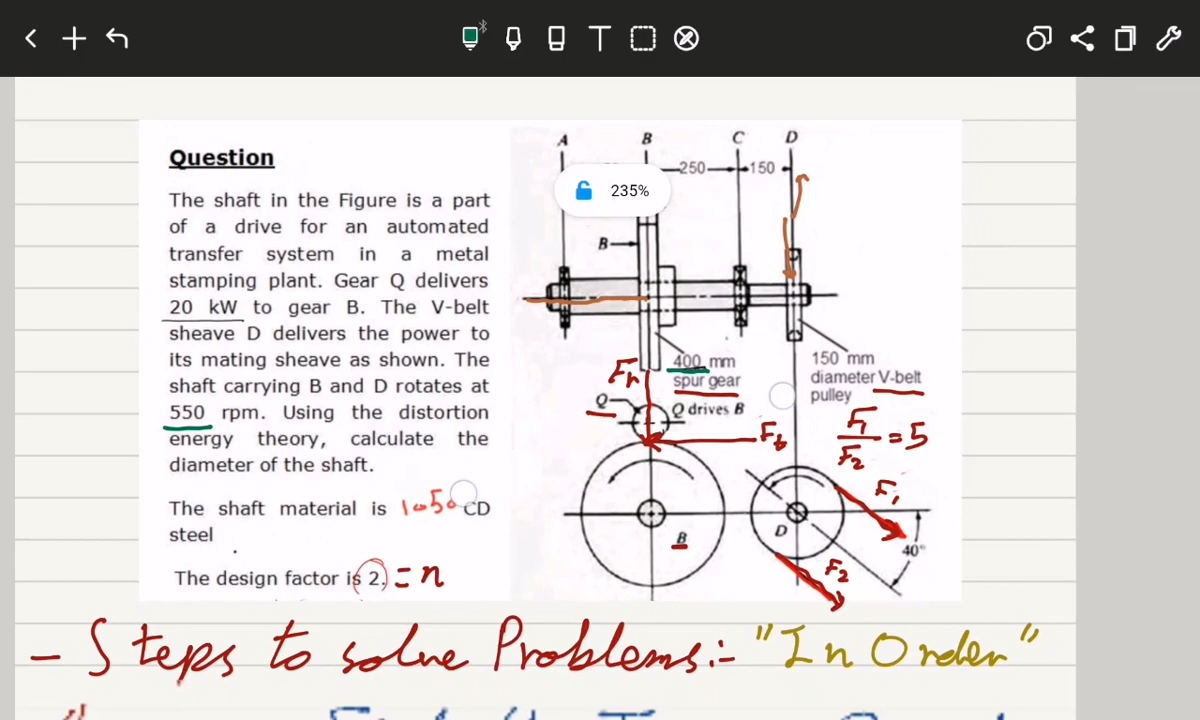 235%
Question
The shaft in the Figure is a part
of a drive for an automated
transfer system in a metal
stamping plant. Gear Q delivers
20 kW to gear B. The V-belt
sheave D delivers the power to
its mating sheave as shown. The
shaft carrying B and D rotates at
550 rpm. Using the distortion
energy theory, calculate the
diameter of the shaft.
The shaft material is 1050 CD
steel
The design factor is 2. = n
A B C D
250 150
B
400 mm
spur gear
Q drives B
150 mm
diameter V-belt
pulley
Fr
Q
Ft
F1
F2
= 5
F1
B
D
40°
F2
- Steps to solve Problems:- "In Order"